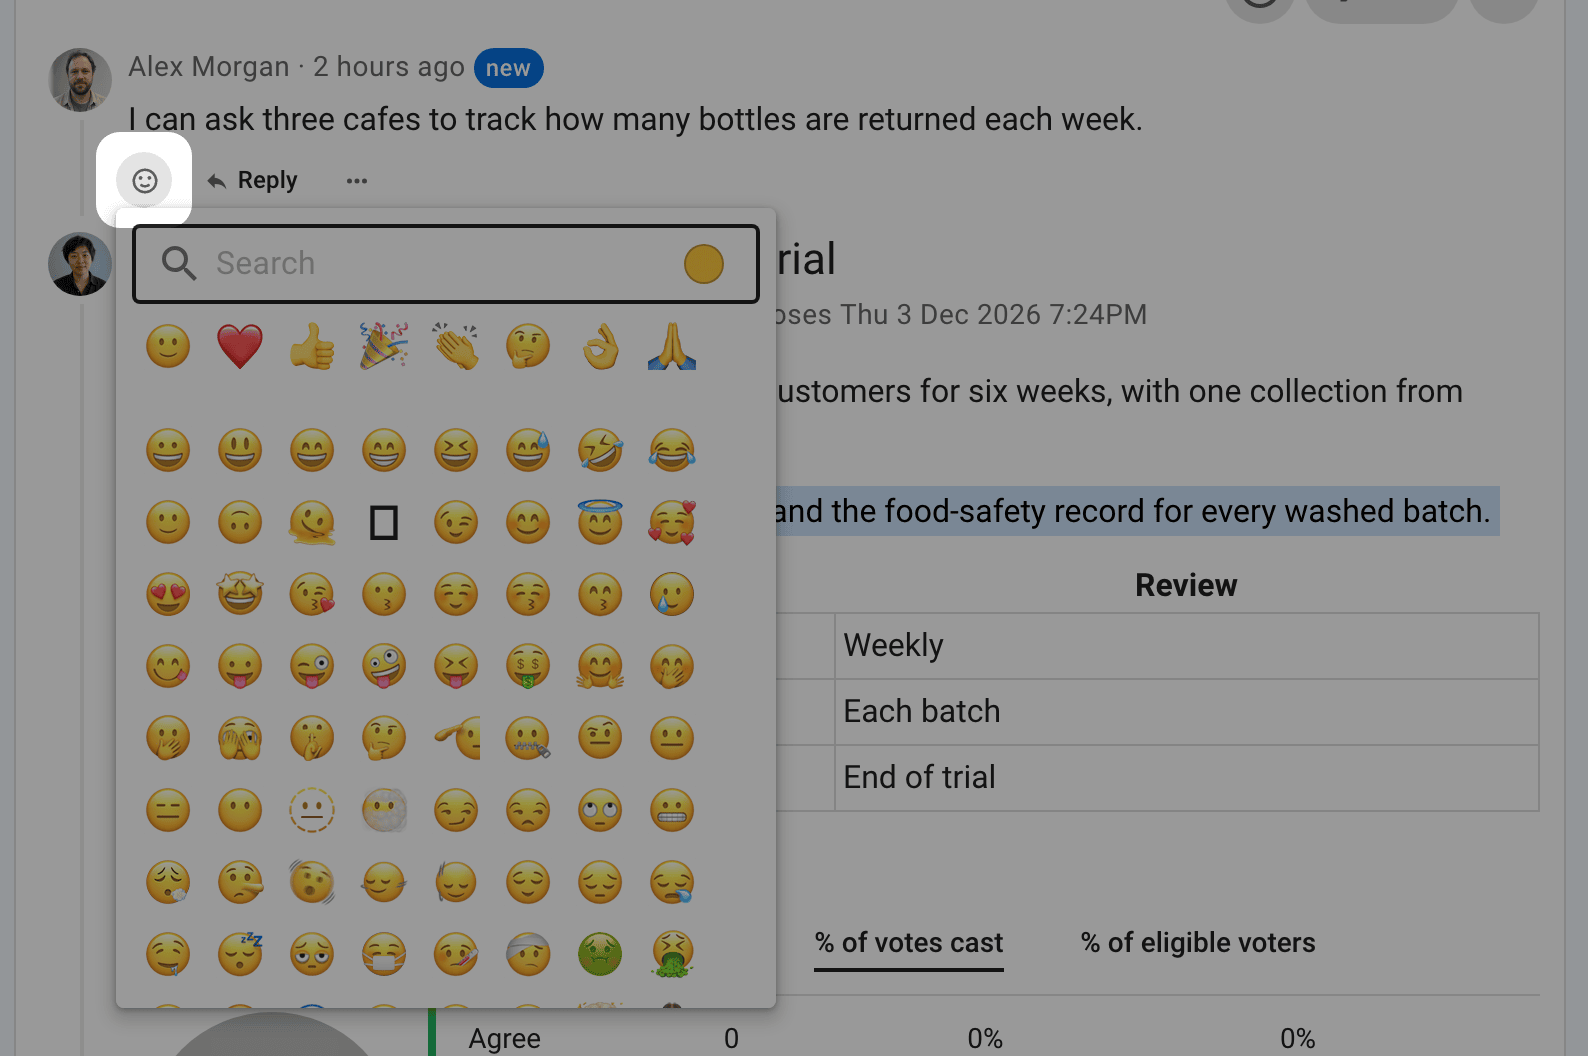 Alex Morgan · 2 hours ago new
I can ask three cafes to track how many bottles are returned each week.
Reply
Search
rial
oses Thu 3 Dec 2026 7:24PM
ustomers for six weeks, with one collection from
and the food-safety record for every washed batch.
Review
Weekly
Each batch
End of trial
% of votes cast % of eligible voters
Agree 0 0% 0%